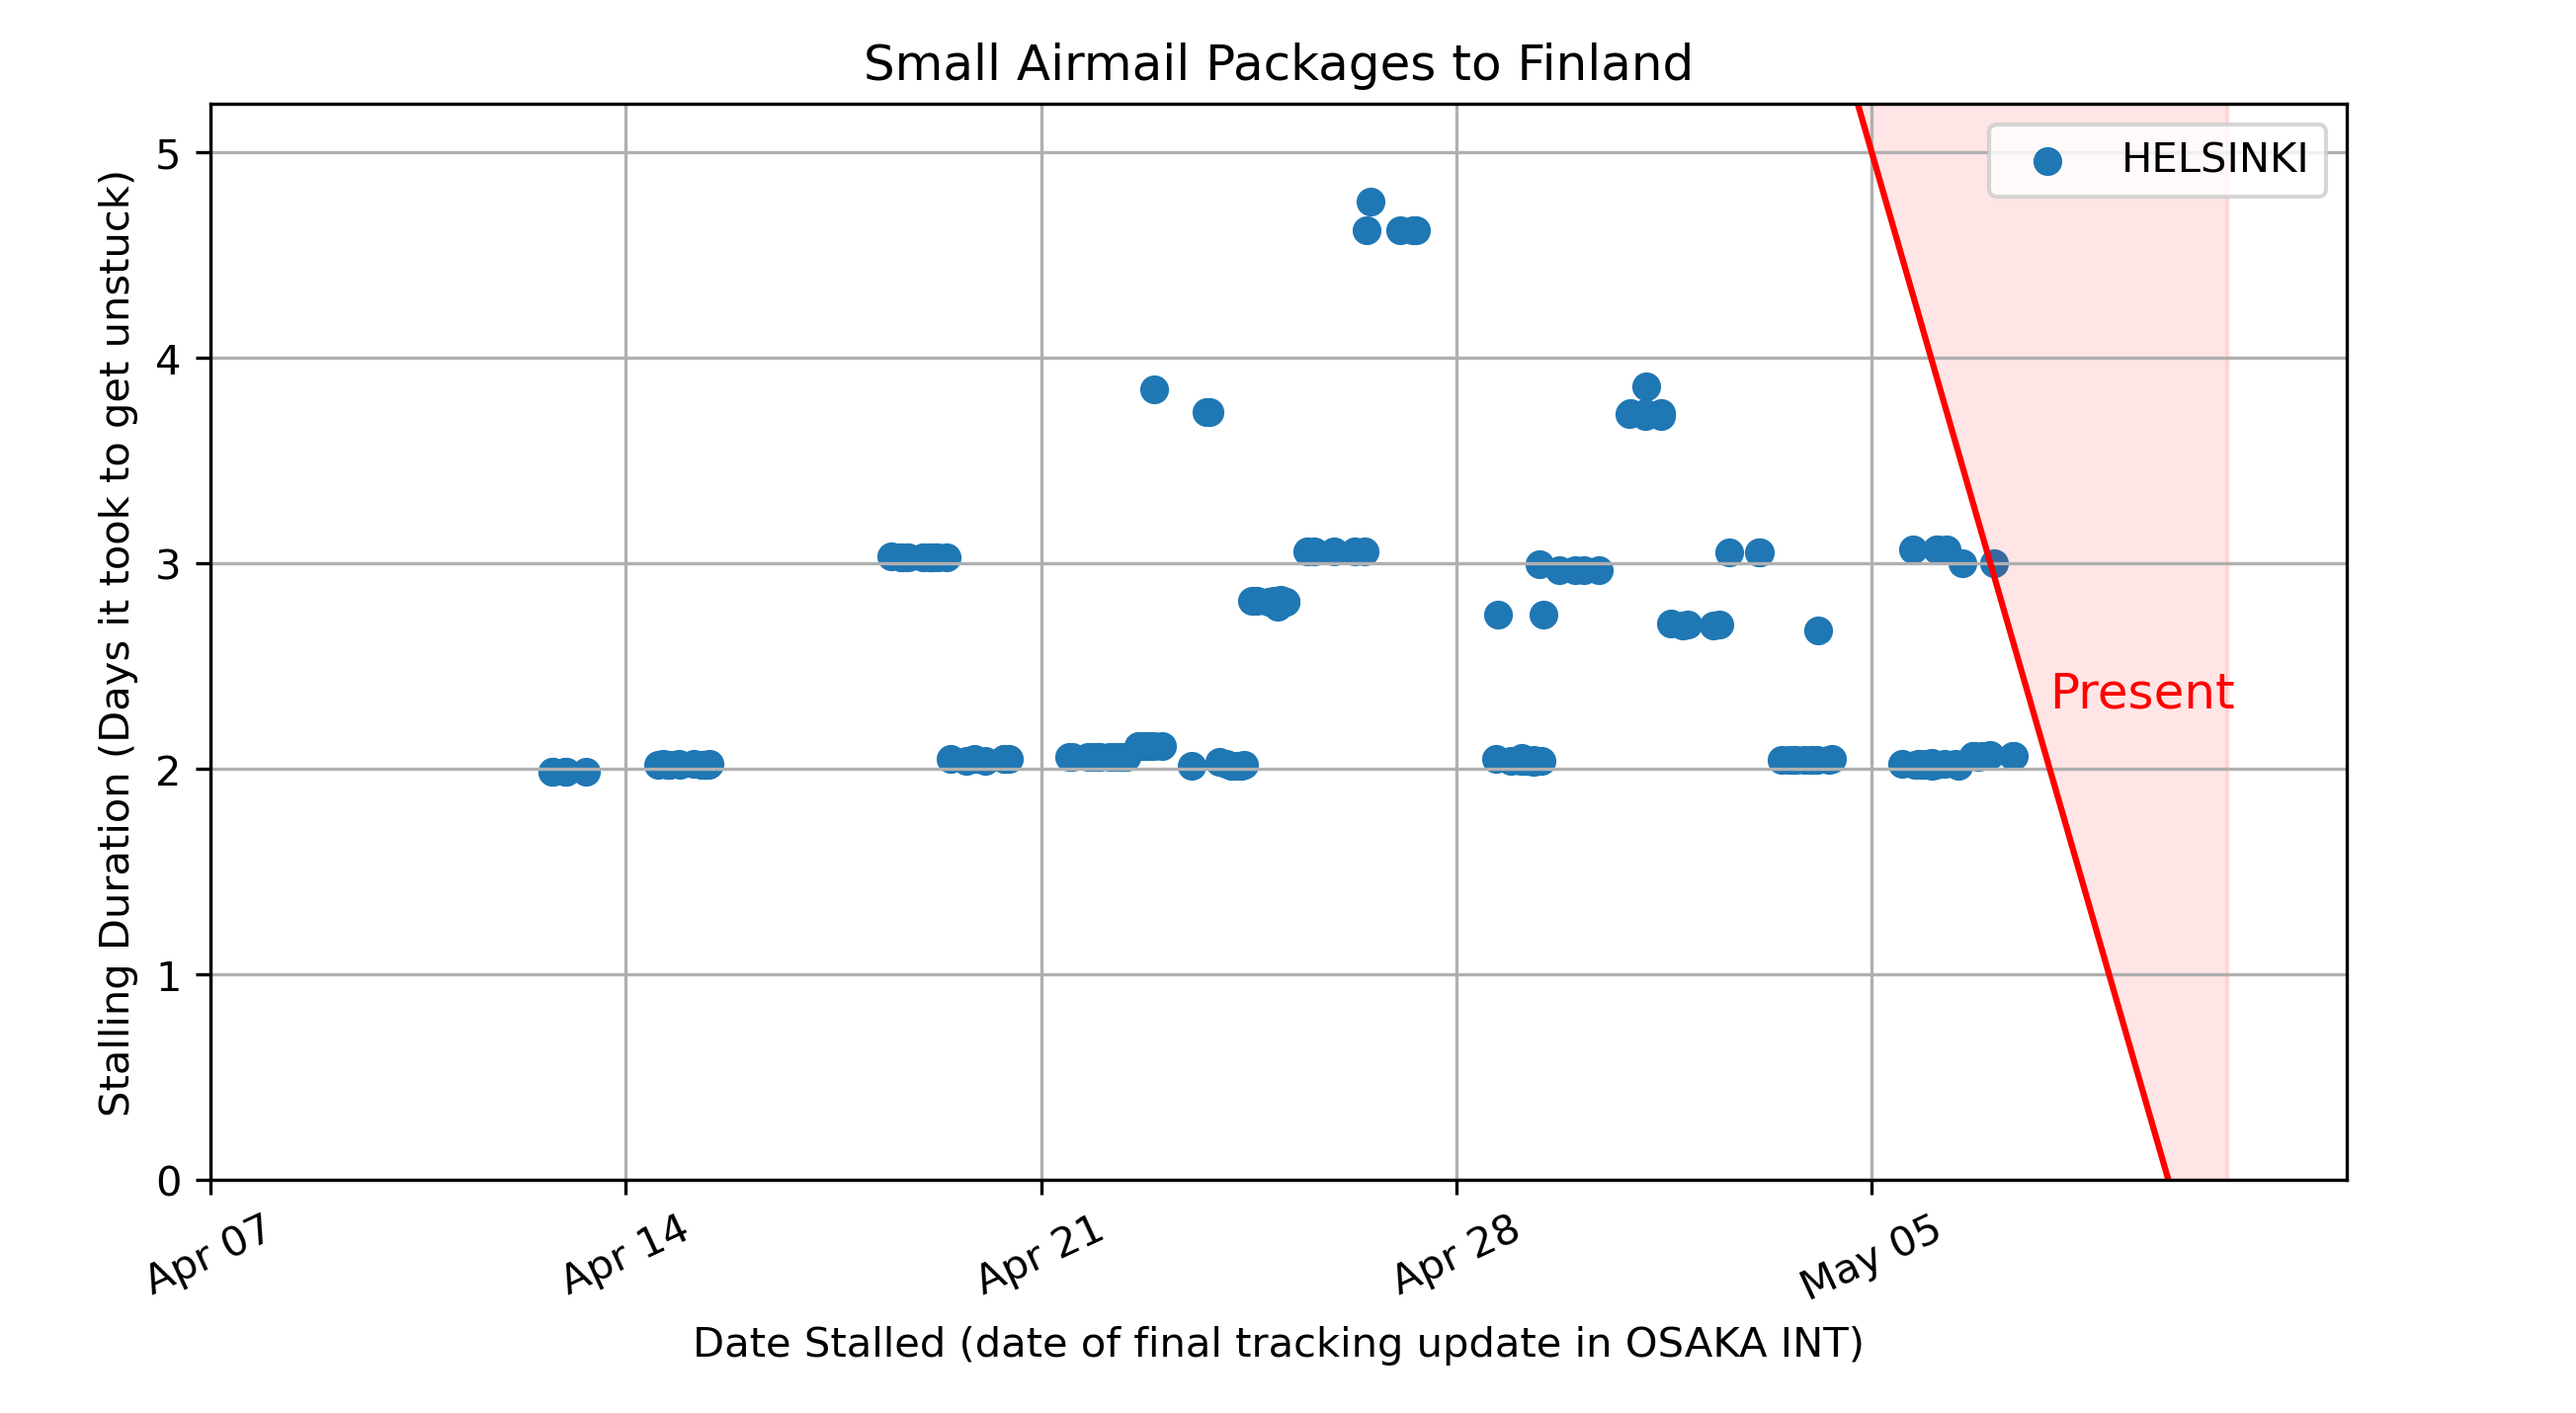 Small Airmail Packages to Finland
Stalling Duration (Days it took to get unstuck)
5
4
3
2
1
0
HELSINKI
Present
Apr 07
Apr 14
Apr 21
Apr 28
May 05
Date Stalled (date of final tracking update in OSAKA INT)